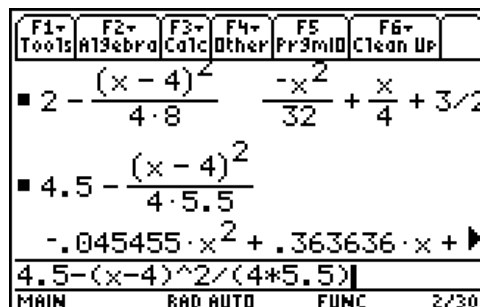 F1▾ F2▾ F3▾ F4▾ F5 F6▾
Tools Algebra Calc Other PrgmIO Clean Up
▪ 2 - (x - 4)^2/(4·8)   -x^2/32 + x/4 + 3/2
▪ 4.5 - (x - 4)^2/(4·5.5)
-.045455·x^2 + .363636·x + ▶
4.5-(x-4)^2/(4*5.5)
MAIN RAD AUTO FUNC 2/30